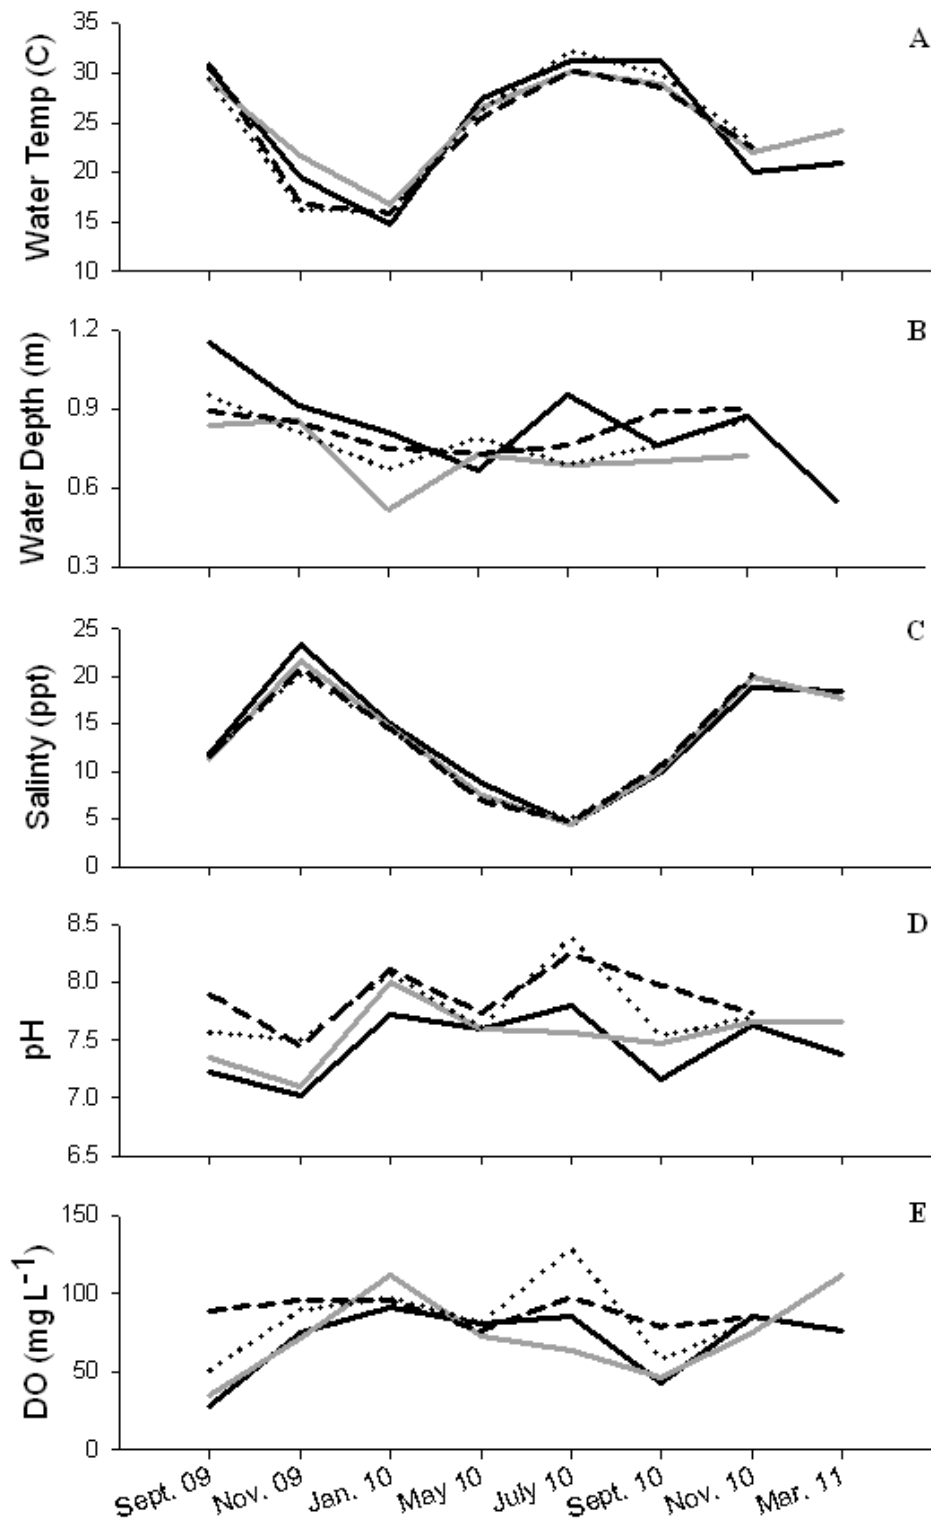 A
Water Temp (C)
35
30
25
20
15
10
B
Water Depth (m)
1.2
0.9
0.6
0.3
C
Salinty (ppt)
25
20
15
10
5
0
D
pH
8.5
8.0
7.5
7.0
6.5
E
DO (mg L-1)
150
100
50
0
Sept. 09
Nov. 09
Jan. 10
May 10
July 10
Sept. 10
Nov. 10
Mar. 11